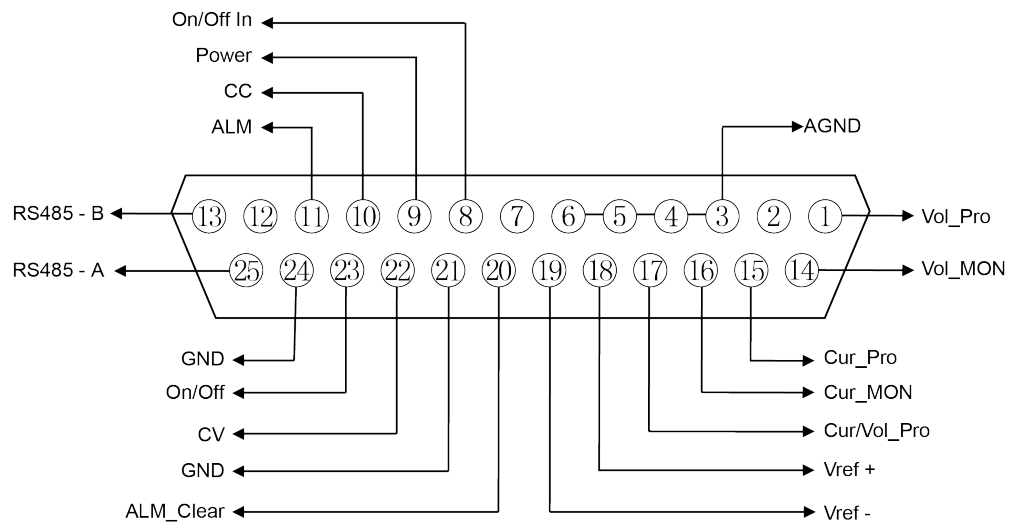 On/Off In
Power
CC
ALM
AGND
RS485 - B
13 12 11 10 9 8 7 6 5 4 3 2 1
Vol_Pro
RS485 - A
25 24 23 22 21 20 19 18 17 16 15 14
Vol_MON
GND
Cur_Pro
On/Off
Cur_MON
CV
Cur/Vol_Pro
GND
Vref +
ALM_Clear
Vref -